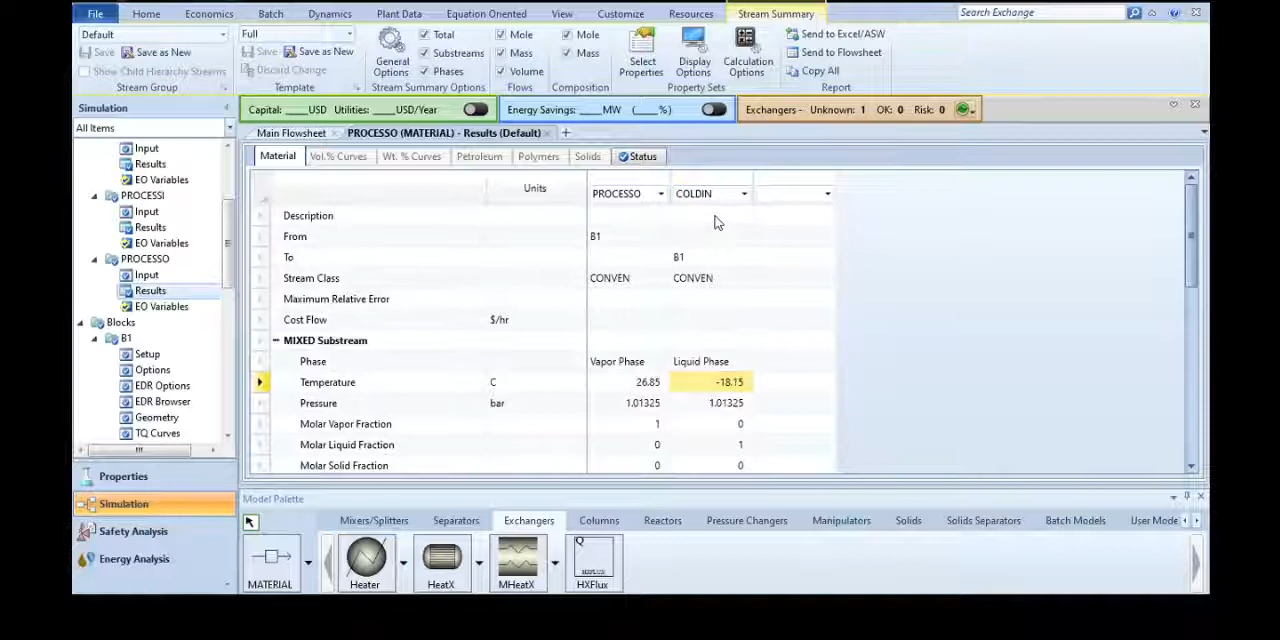 File Home Economics Batch Dynamics Plant Data Equation Oriented View Customize Resources Stream Summary Search Exchange
Default Full Total Mole Mole Send to Excel/ASW
Save Save as New Save Save as New Substreams Mass Mass Send to Flowsheet
Show Child Hierarchy Streams Discard Change General Options Phases Volume Select Properties Display Options Calculation Options Copy All
Stream Group Template Stream Summary Options Flows Composition Property Sets Report
Simulation Capital: ____USD Utilities: ____USD/Year Energy Savings: ____MW (____%) Exchangers - Unknown: 1 OK: 0 Risk: 0
All Items Main Flowsheet PROCESSO (MATERIAL) - Results (Default) +
Input
Results
EO Variables
PROCESSI
Input
Results
EO Variables
PROCESSO
Input
Results
EO Variables
Blocks
B1
Setup
Options
EDR Options
EDR Browser
Geometry
TQ Curves
Properties
Simulation
Safety Analysis
Energy Analysis
Material Vol.% Curves Wt. % Curves Petroleum Polymers Solids Status
Units PROCESSO COLDIN
Description
From B1
To B1
Stream Class CONVEN CONVEN
Maximum Relative Error
Cost Flow $/hr
MIXED Substream
Phase Vapor Phase Liquid Phase
Temperature C 26.85 -18.15
Pressure bar 1.01325 1.01325
Molar Vapor Fraction 1 0
Molar Liquid Fraction 0 1
Molar Solid Fraction 0 0
Model Palette
Mixers/Splitters Separators Exchangers Columns Reactors Pressure Changers Manipulators Solids Solids Separators Batch Models User Mode
MATERIAL Heater HeatX MHeatX HXFlux